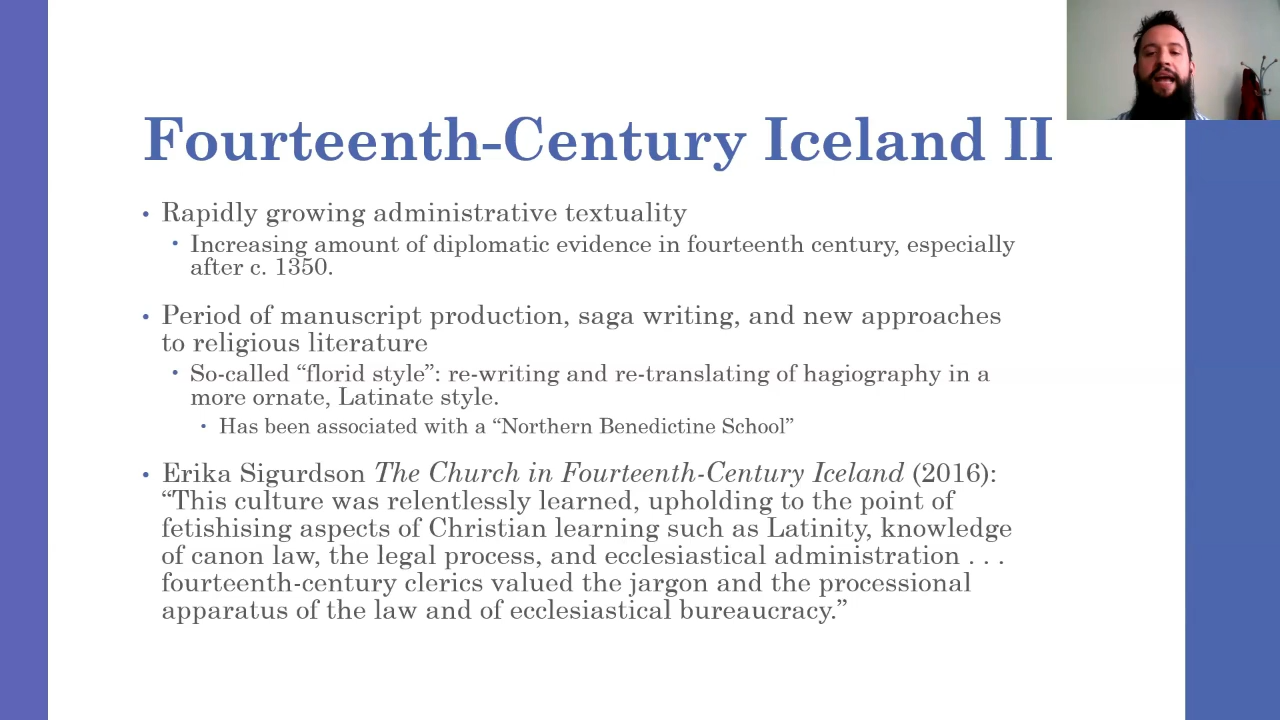 Fourteenth-Century Iceland II
• Rapidly growing administrative textuality
• Increasing amount of diplomatic evidence in fourteenth century, especially
after c. 1350.
• Period of manuscript production, saga writing, and new approaches
to religious literature
• So-called “florid style”: re-writing and re-translating of hagiography in a
more ornate, Latinate style.
• Has been associated with a “Northern Benedictine School”
• Erika Sigurdson The Church in Fourteenth-Century Iceland (2016):
“This culture was relentlessly learned, upholding to the point of
fetishising aspects of Christian learning such as Latinity, knowledge
of canon law, the legal process, and ecclesiastical administration . . .
fourteenth-century clerics valued the jargon and the processional
apparatus of the law and of ecclesiastical bureaucracy.”